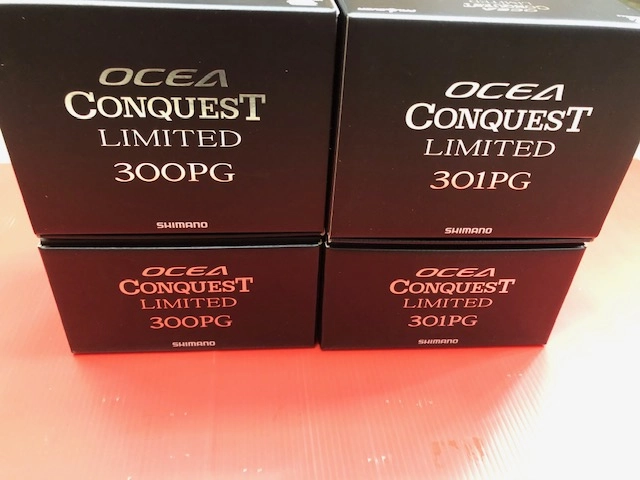 OCEA
CONQUEST
LIMITED
300PG
SHIMANO
OCEA
CONQUEST
LIMITED
301PG
SHIMANO
OCEA
CONQUEST
LIMITED
300PG
SHIMANO
OCEA
CONQUEST
LIMITED
301PG
SHIMANO